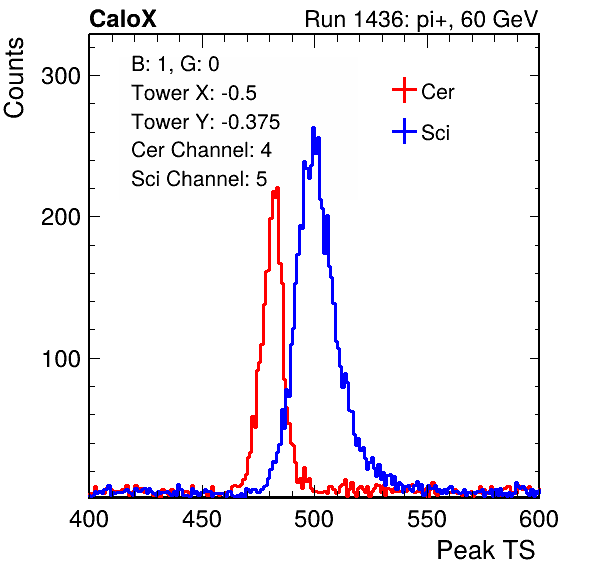 CaloX Run 1436: pi+, 60 GeV
Counts
B: 1, G: 0
Tower X: -0.5
Tower Y: -0.375
Cer Channel: 4
Sci Channel: 5
Cer
Sci
300
200
100
400 450 500 550 600
Peak TS